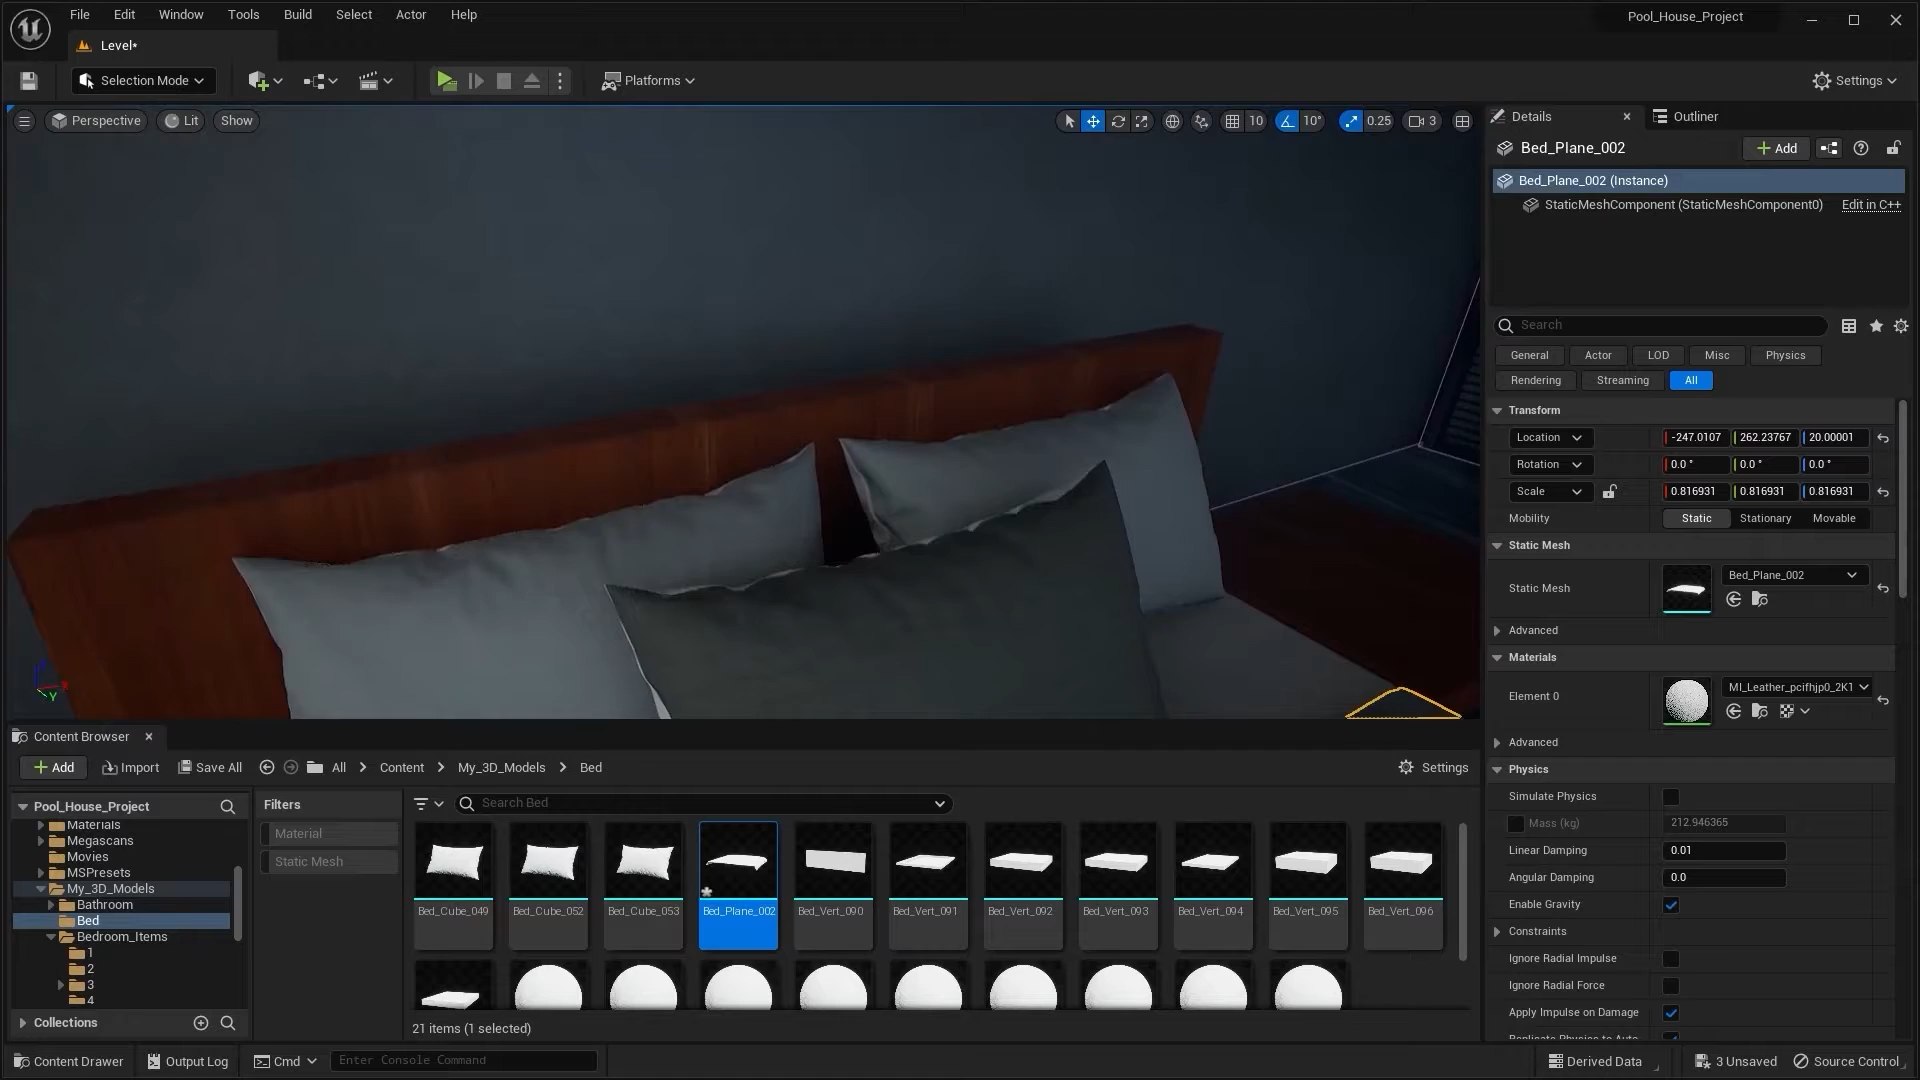 File Edit Window Tools Build Select Actor Help
Pool_House_Project
Level*
Selection Mode
Platforms
Settings
Perspective Lit Show
10 10° 0.25 3
Details Outliner
Bed_Plane_002
Add
Bed_Plane_002 (Instance)
StaticMeshComponent (StaticMeshComponent0) Edit in C++
Search
General Actor LOD Misc Physics
Rendering Streaming All
Transform
Location -247.0107 262.23767 20.00001
Rotation 0.0 ° 0.0 ° 0.0 °
Scale 0.816931 0.816931 0.816931
Mobility Static Stationary Movable
Static Mesh
Static Mesh Bed_Plane_002
Advanced
Materials
Element 0 MI_Leather_pcifhjp0_2K1
Advanced
Physics
Simulate Physics
Mass (kg) 212.946365
Linear Damping 0.01
Angular Damping 0.0
Enable Gravity
Constraints
Ignore Radial Impulse
Ignore Radial Force
Apply Impulse on Damage
Replicate Physics to Auto
Y
Content Browser
Add Import Save All All Content My_3D_Models Bed Settings
Pool_House_Project
Materials
Megascans
Movies
MSPresets
My_3D_Models
Bathroom
Bed
Bedroom_Items
1
2
3
4
Collections
Filters
Material
Static Mesh
Search Bed
Bed_Cube_049 Bed_Cube_052 Bed_Cube_053 Bed_Plane_002 Bed_Vert_090 Bed_Vert_091 Bed_Vert_092 Bed_Vert_093 Bed_Vert_094 Bed_Vert_095 Bed_Vert_096
21 items (1 selected)
Content Drawer Output Log Cmd Enter Console Command
Derived Data 3 Unsaved Source Control